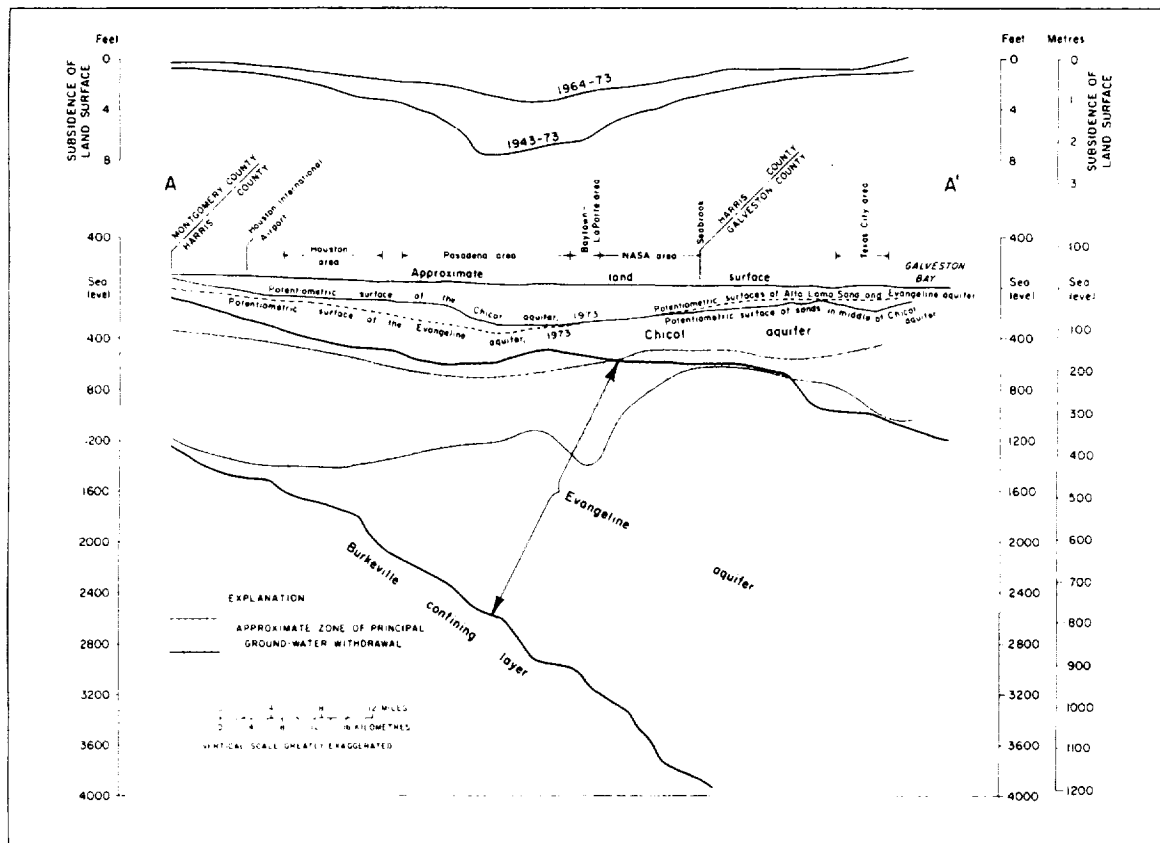 Feet
0
4
8
SUBSIDENCE OF
LAND SURFACE
1964-73
1943-73
Feet
0
4
8
Metres
0
1
2
3
SUBSIDENCE OF
LAND SURFACE
A
A'
MONTGOMERY COUNTY
HARRIS COUNTY
Houston International
Airport
Houston
area
Pasadena area
Baytown-
LaPorte area
NASA area
Seabrook
HARRIS COUNTY
GALVESTON COUNTY
Texas City area
GALVESTON
BAY
Approximate land surface
Potentiometric surface of the Chicot aquifer, 1973
Potentiometric surface of the Evangeline aquifer, 1973
Potentiometric surfaces of Alta Loma Sand and Evangeline aquifer
Potentiometric surface of sands in middle of Chicot aquifer
Chicot aquifer
Evangeline aquifer
Burkeville confining layer
400
Sea
level
400
800
-200
1600
2000
2400
2800
3200
3600
4000
400
Sea
level
400
800
1200
1600
2000
2400
2800
3200
3600
4000
100
Sea
level
100
200
300
400
500
600
700
800
900
1000
1100
1200
EXPLANATION
APPROXIMATE ZONE OF PRINCIPAL
GROUND-WATER WITHDRAWAL
4 8 12 MILES
0 4 8 12 16 KILOMETRES
VERTICAL SCALE GREATLY EXAGGERATED